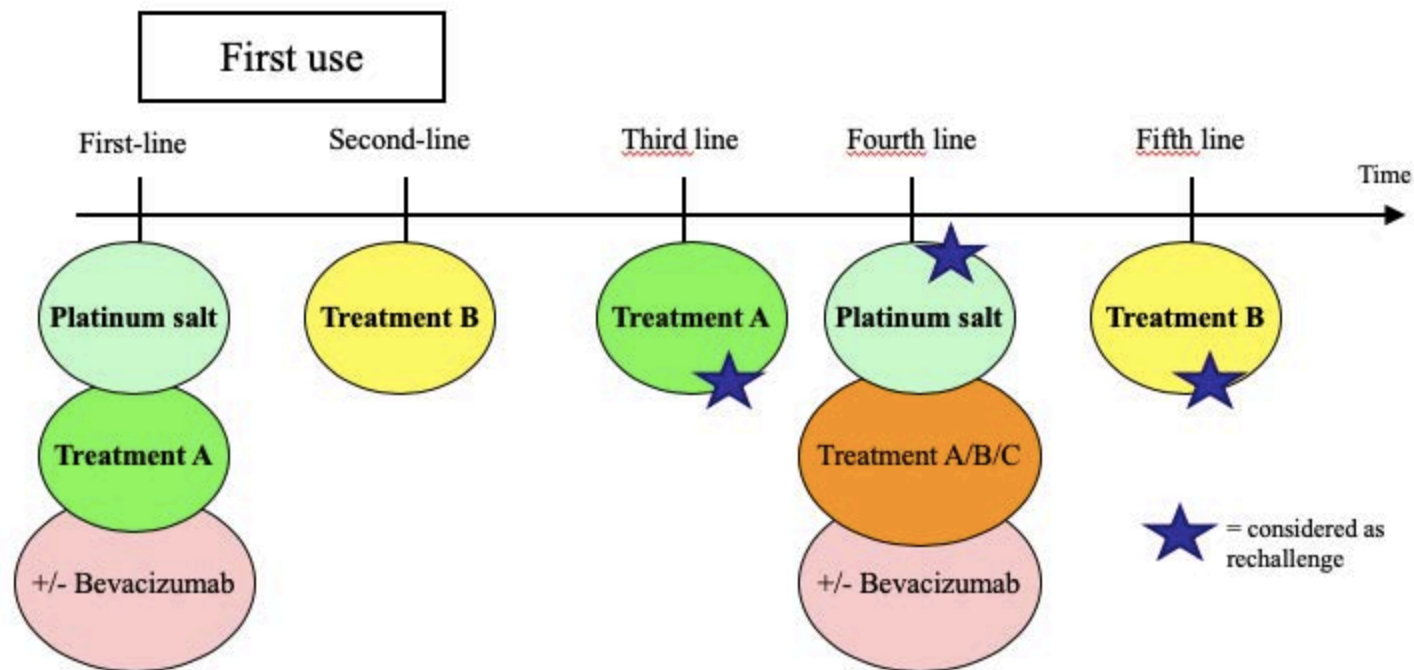 First use
First-line
Second-line
Third line
Fourth line
Fifth line
Time
Platinum salt
Treatment B
Treatment A
Platinum salt
Treatment B
Treatment A
Treatment A/B/C
+/- Bevacizumab
+/- Bevacizumab
= considered as
rechallenge